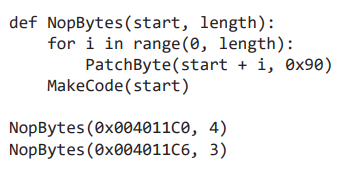 def NopBytes(start, length):
    for i in range(0, length):
        PatchByte(start + i, 0x90)
    MakeCode(start)

NopBytes(0x004011C0, 4)
NopBytes(0x004011C6, 3)